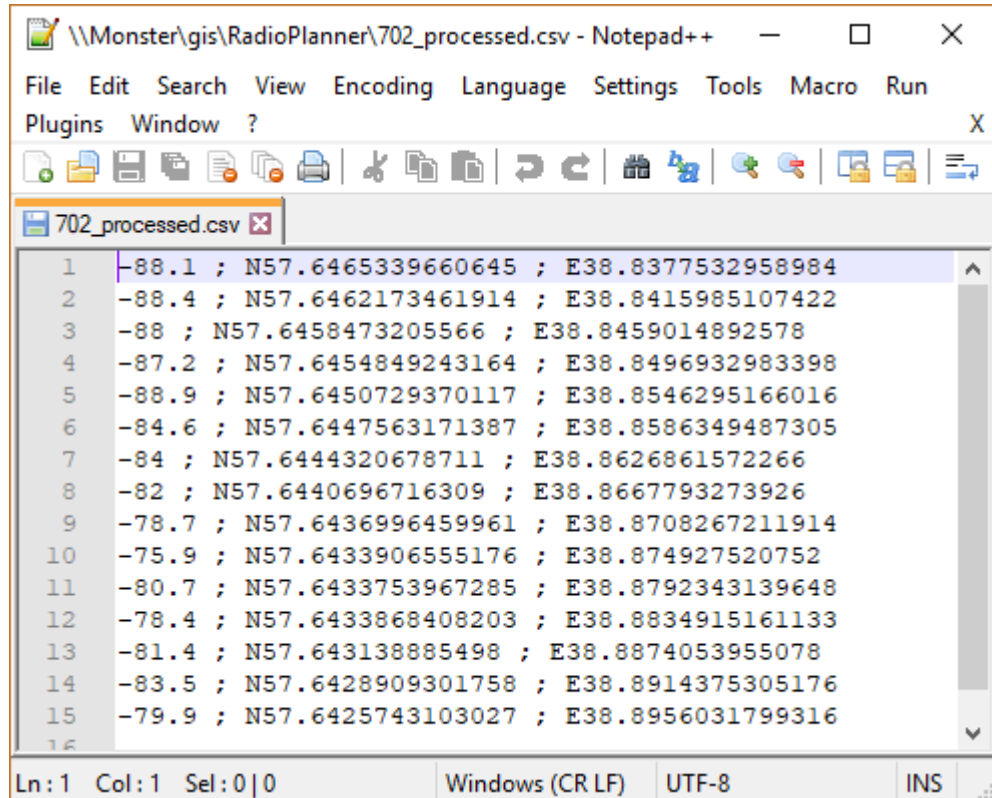 \\Monster\gis\RadioPlanner\702_processed.csv - Notepad++
File Edit Search View Encoding Language Settings Tools Macro Run
Plugins Window ? X
702_processed.csv
1 -88.1 ; N57.6465339660645 ; E38.8377532958984
2 -88.4 ; N57.6462173461914 ; E38.8415985107422
3 -88 ; N57.6458473205566 ; E38.8459014892578
4 -87.2 ; N57.6454849243164 ; E38.8496932983398
5 -88.9 ; N57.6450729370117 ; E38.8546295166016
6 -84.6 ; N57.6447563171387 ; E38.8586349487305
7 -84 ; N57.6444320678711 ; E38.8626861572266
8 -82 ; N57.6440696716309 ; E38.8667793273926
9 -78.7 ; N57.6436996459961 ; E38.8708267211914
10 -75.9 ; N57.6433906555176 ; E38.874927520752
11 -80.7 ; N57.6433753967285 ; E38.8792343139648
12 -78.4 ; N57.6433868408203 ; E38.8834915161133
13 -81.4 ; N57.643138885498 ; E38.8874053955078
14 -83.5 ; N57.6428909301758 ; E38.8914375305176
15 -79.9 ; N57.6425743103027 ; E38.8956031799316
16
Ln : 1 Col : 1 Sel : 0 | 0 Windows (CR LF) UTF-8 INS